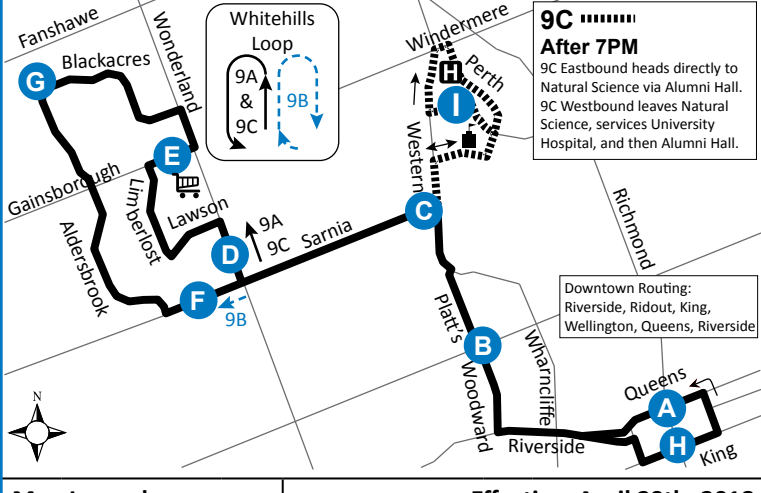 Fanshawe
Blackacres
Wonderland
Whitehills
Loop
9A
&
9C
9B
Windermere
Perth
H
I
9C
After 7PM
9C Eastbound heads directly to
Natural Science via Alumni Hall.
9C Westbound leaves Natural
Science, services University
Hospital, and then Alumni Hall.
G
E
Gainsborough
Limberlost
Lawson
Aldersbrook
Western
C
D
9A
9C
Sarnia
F
9B
Richmond
Downtown Routing:
Riverside, Ridout, King,
Wellington, Queens, Riverside
Platt's
B
Woodward
Wharncliffe
Queens
A
N
Riverside
H
King